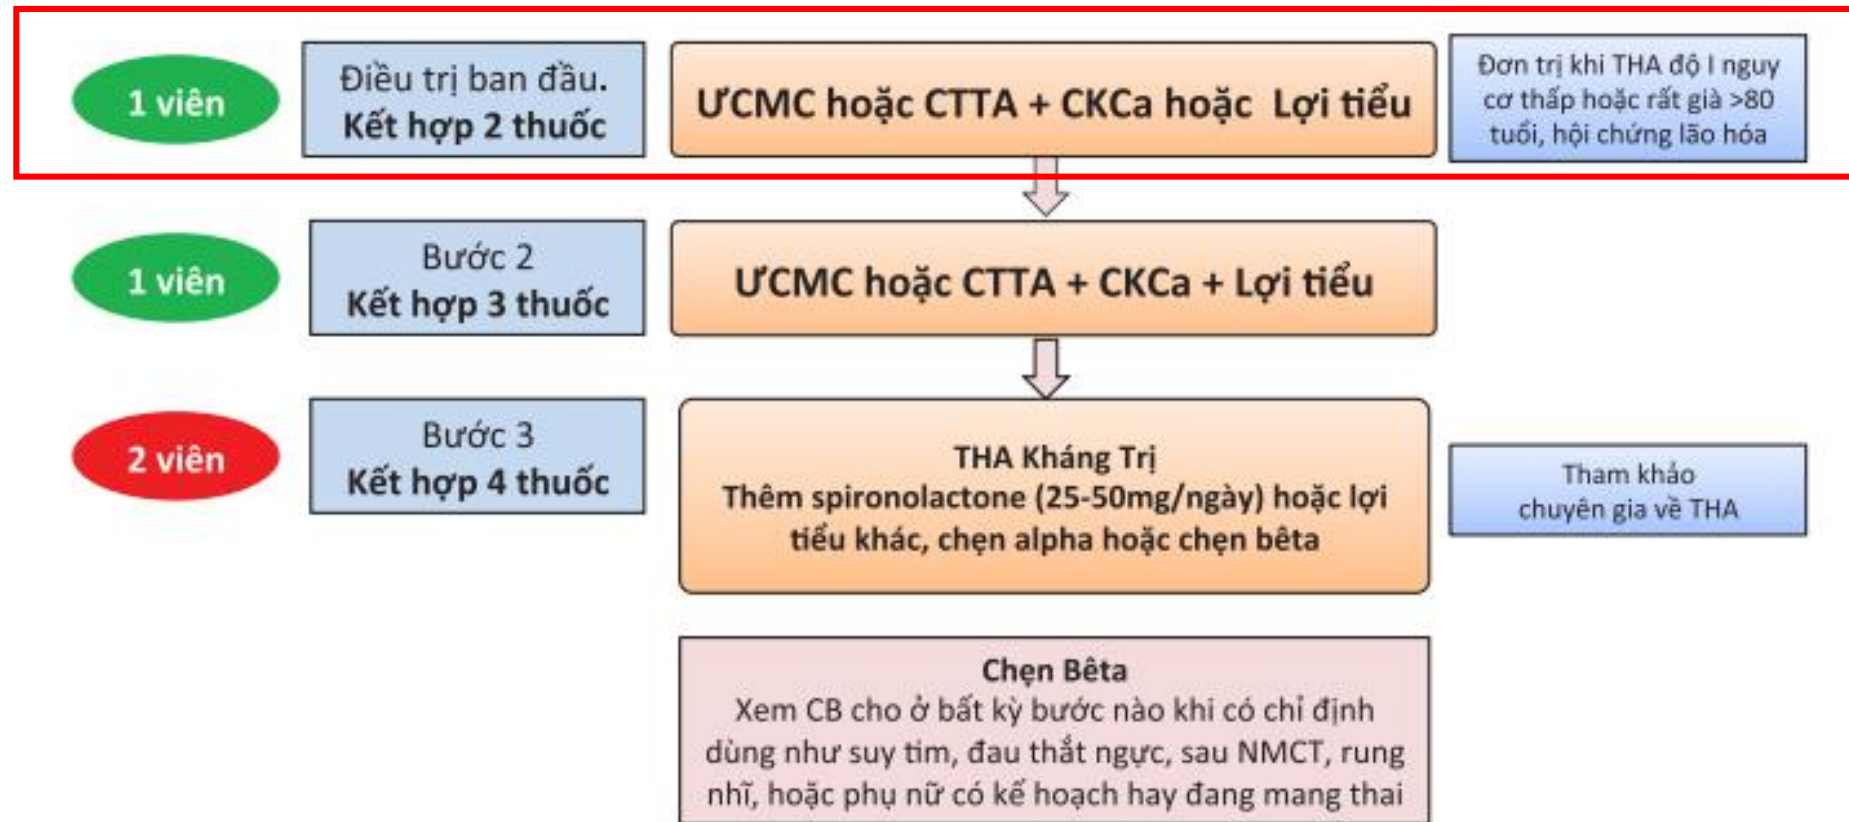 1 viên
Điều trị ban đầu.
Kết hợp 2 thuốc
ƯCMC hoặc CTTA + CKCa hoặc Lợi tiểu
Đơn trị khi THA độ I nguy
cơ thấp hoặc rất già >80
tuổi, hội chứng lão hóa
1 viên
Bước 2
Kết hợp 3 thuốc
ƯCMC hoặc CTTA + CKCa + Lợi tiểu
2 viên
Bước 3
Kết hợp 4 thuốc
THA Kháng Trị
Thêm spironolactone (25-50mg/ngày) hoặc lợi
tiểu khác, chẹn alpha hoặc chẹn bêta
Tham khảo
chuyên gia về THA
Chẹn Bêta
Xem CB cho ở bất kỳ bước nào khi có chỉ định
dùng như suy tim, đau thắt ngực, sau NMCT, rung
nhĩ, hoặc phụ nữ có kế hoạch hay đang mang thai